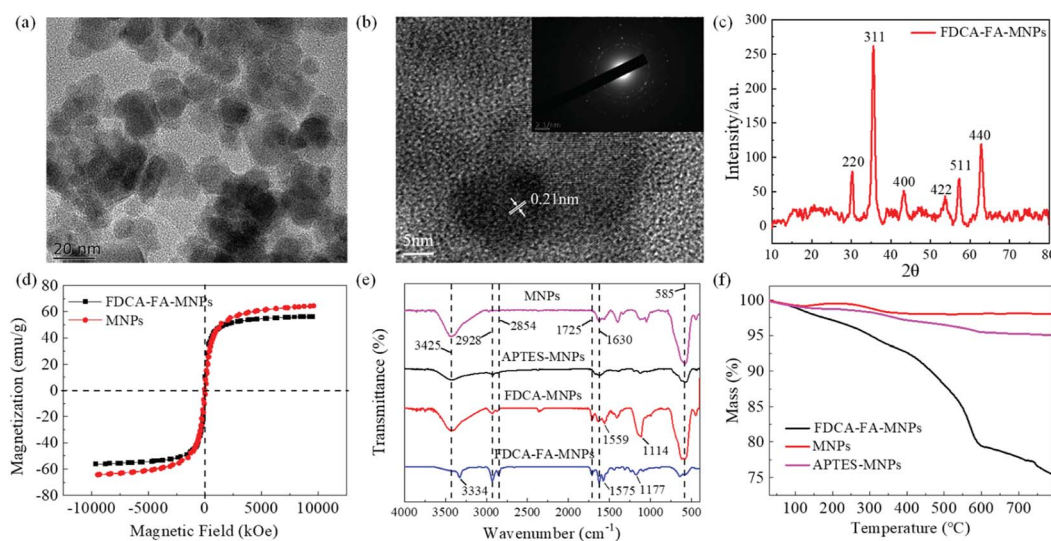 (a)
20 nm
(b)
0.21nm
5nm
(c)
FDCA-FA-MNPs
Intensity/a.u.
300
250
200
150
100
50
0
220
311
400
422
511
440
10 20 30 40 50 60 70 80
2θ
(d)
FDCA-FA-MNPs
MNPs
Magnetization (emu/g)
80
60
40
20
0
-20
-40
-60
-80
-10000 -5000 0 5000 10000
Magnetic Field (kOe)
(e)
Transmittance (%)
MNPs
585
2854
1725
2928
1630
3425
APTES-MNPs
FDCA-MNPs
1559
1114
FDCA-FA-MNPs
3334
1575
1177
4000 3500 3000 2500 2000 1500 1000 500
Wavenumber (cm⁻¹)
(f)
Mass (%)
100
95
90
85
80
75
FDCA-FA-MNPs
MNPs
APTES-MNPs
100 200 300 400 500 600 700
Temperature (°C)